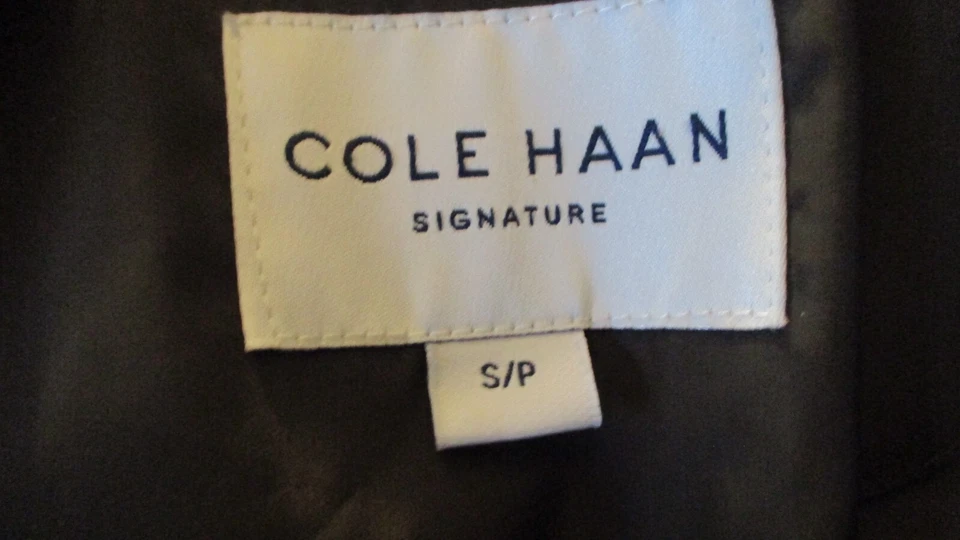 COLE HAAN
SIGNATURE
S/P